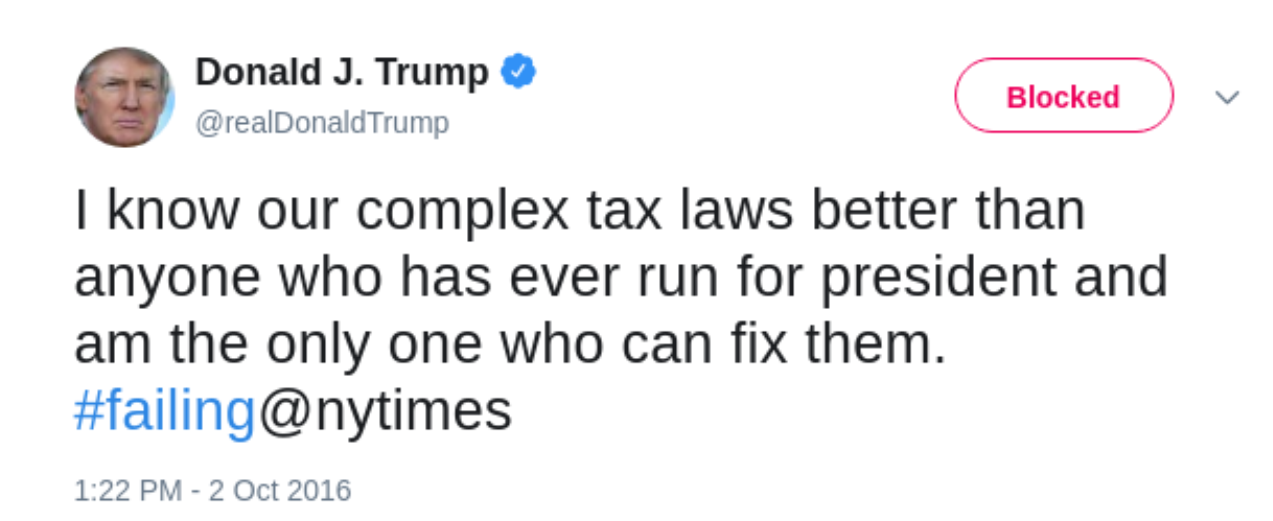 Donald J. Trump
@realDonaldTrump
Blocked
I know our complex tax laws better than
anyone who has ever run for president and
am the only one who can fix them.
#failing@nytimes
1:22 PM - 2 Oct 2016